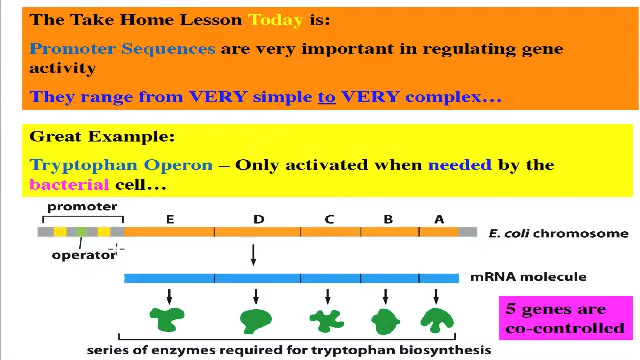 The Take Home Lesson Today is:
Promoter Sequences are very important in regulating gene
activity
They range from VERY simple to VERY complex…
Great Example:
Tryptophan Operon – Only activated when needed by the
bacterial cell…
promoter
E D C B A
E. coli chromosome
operator
mRNA molecule
5 genes are
co-controlled
series of enzymes required for tryptophan biosynthesis